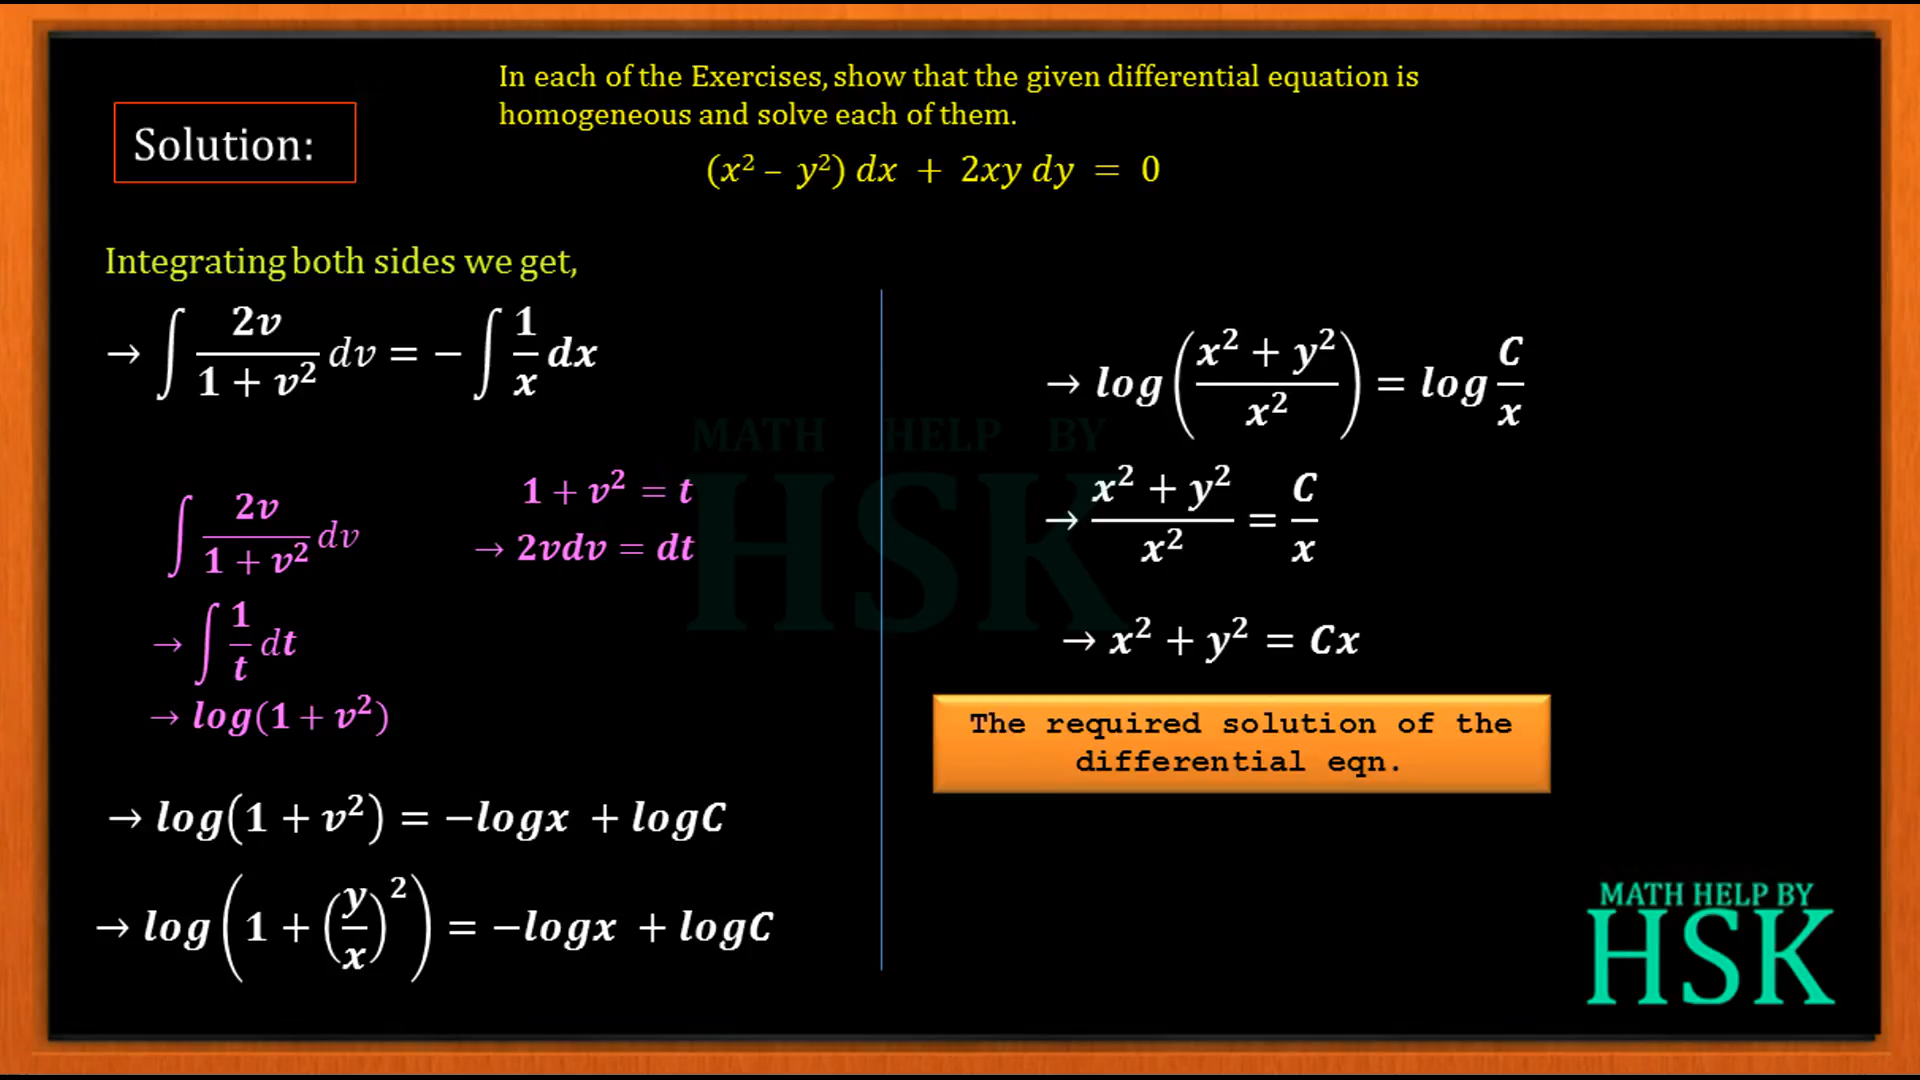 In each of the Exercises, show that the given differential equation is
homogeneous and solve each of them.
Solution:
(x² – y²) dx + 2xy dy = 0
Integrating both sides we get,
→ ∫ 2v/(1 + v²) dv = − ∫ 1/x dx
∫ 2v/(1 + v²) dv
1 + v² = t
→ 2vdv = dt
→ ∫ 1/t dt
→ log(1 + v²)
→ log(1 + v²) = −logx + logC
→ log(1 + (y/x)²) = −logx + logC
→ log((x² + y²)/x²) = log C/x
→ (x² + y²)/x² = C/x
→ x² + y² = Cx
The required solution of the
differential eqn.
MATH HELP BY
HSK
MATH HELP BY
HSK